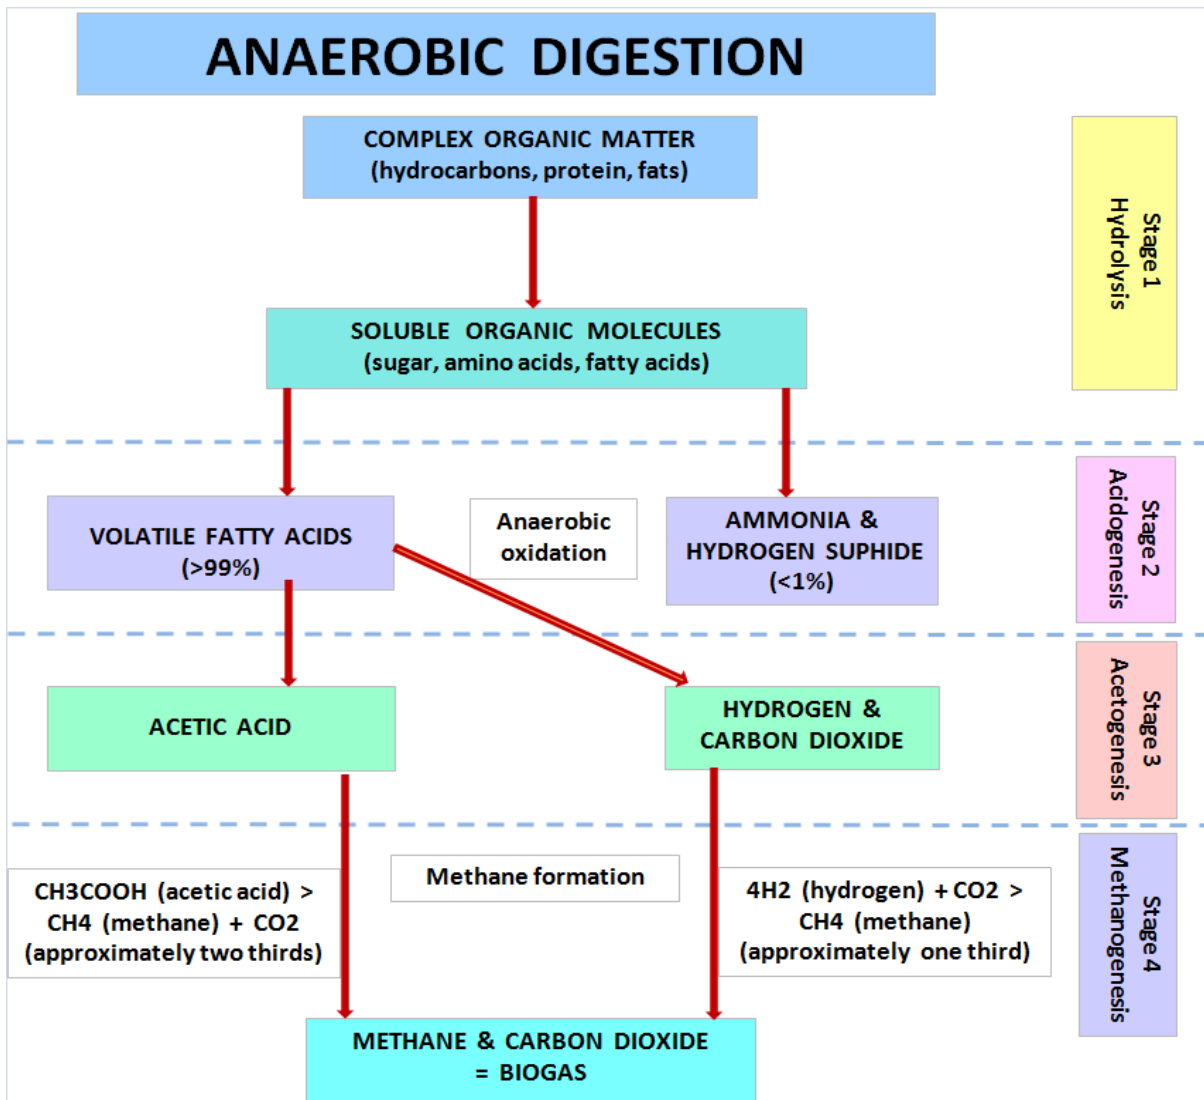 ANAEROBIC DIGESTION
COMPLEX ORGANIC MATTER
(hydrocarbons, protein, fats)
Stage 1
Hydrolysis
SOLUBLE ORGANIC MOLECULES
(sugar, amino acids, fatty acids)
VOLATILE FATTY ACIDS
(>99%)
Anaerobic
oxidation
AMMONIA &
HYDROGEN SUPHIDE
(<1%)
Stage 2
Acidogenesis
ACETIC ACID
HYDROGEN &
CARBON DIOXIDE
Stage 3
Acetogenesis
CH3COOH (acetic acid) >
CH4 (methane) + CO2
(approximately two thirds)
Methane formation
4H2 (hydrogen) + CO2 >
CH4 (methane)
(approximately one third)
Stage 4
Methanogenesis
METHANE & CARBON DIOXIDE
= BIOGAS